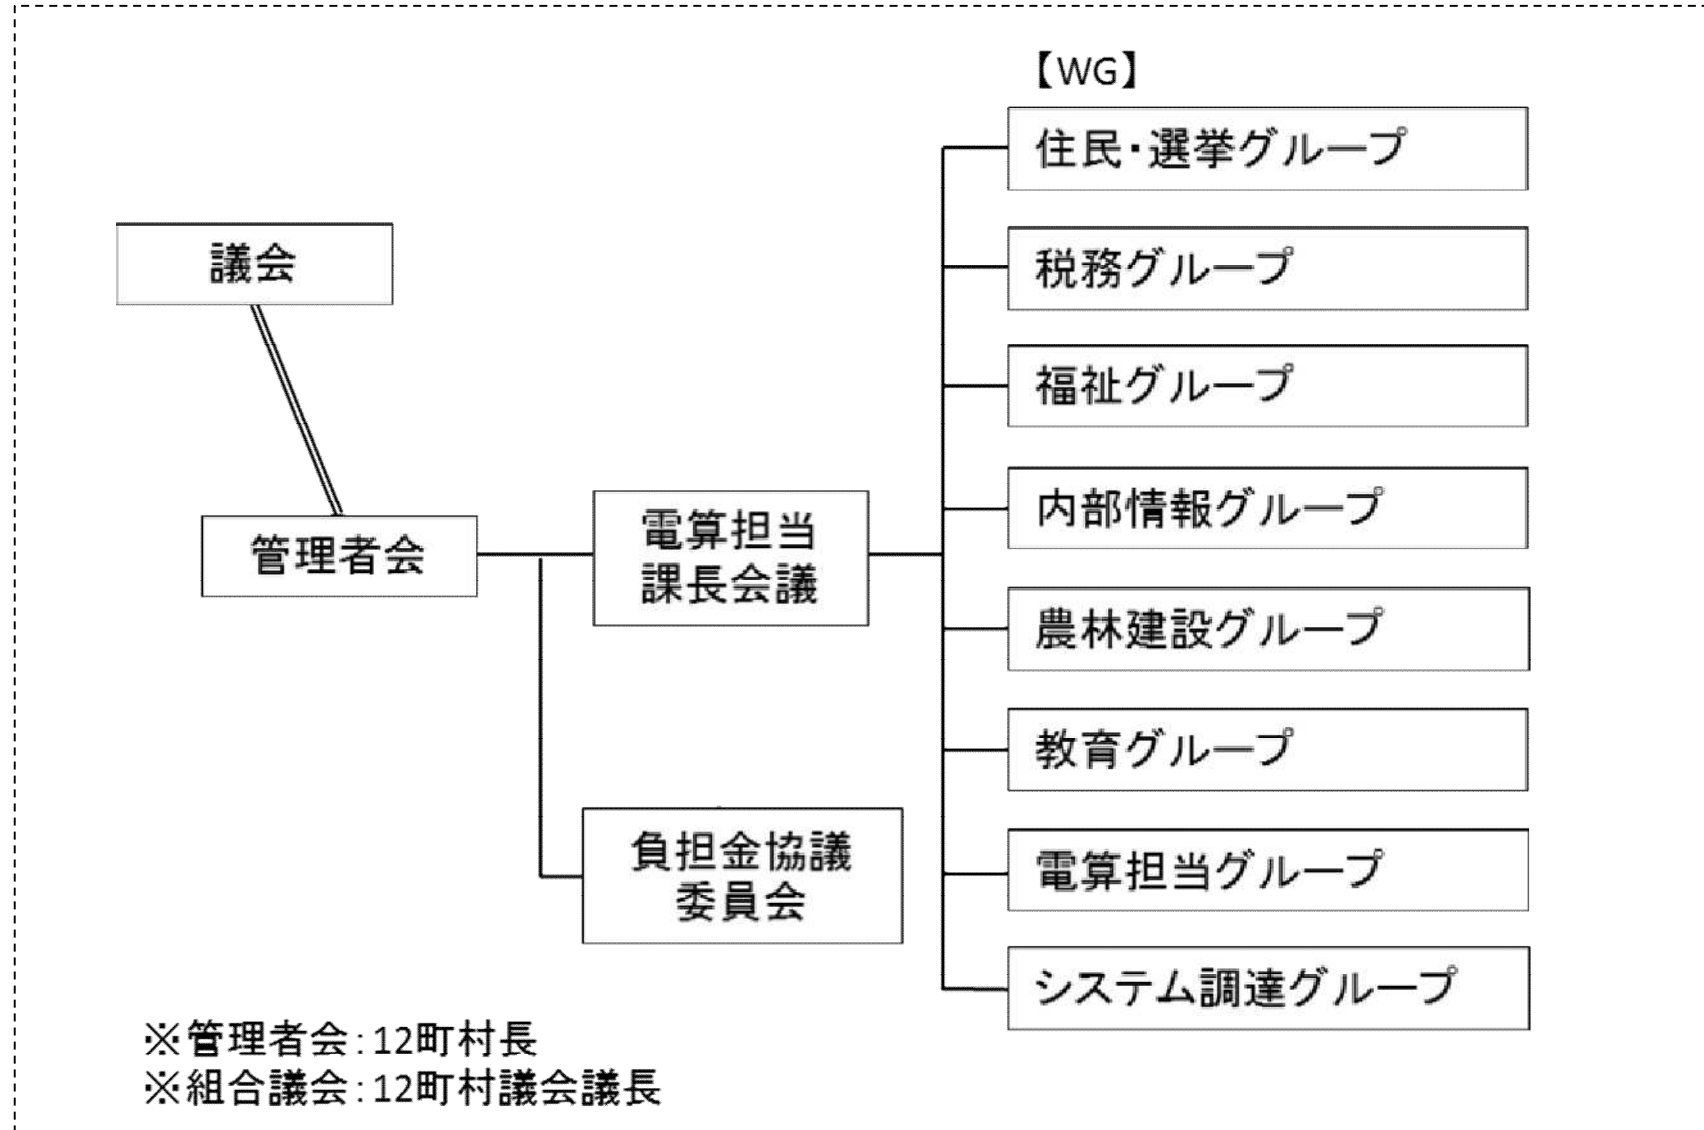 【WG】
住民・選挙グループ
税務グループ
福祉グループ
内部情報グループ
農林建設グループ
教育グループ
電算担当グループ
システム調達グループ
議会
管理者会
電算担当
課長会議
負担金協議
委員会
※管理者会:12町村長
※組合議会:12町村議会議長